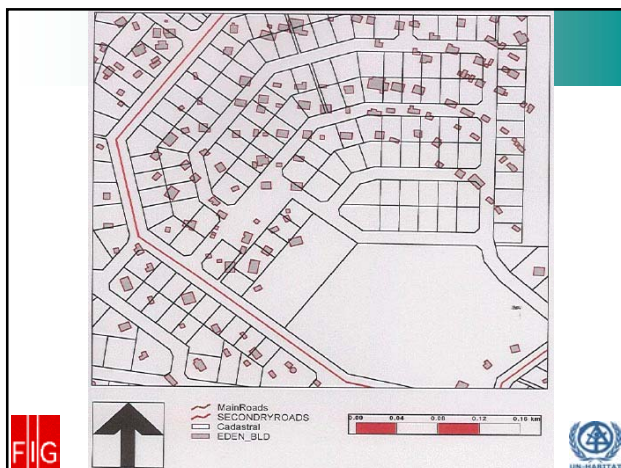 MainRoads
SECONDRYROADS
Cadastral
EDEN_BLD
0.00 0.04 0.08 0.12 0.16 km
FIG
UN-HABITAT